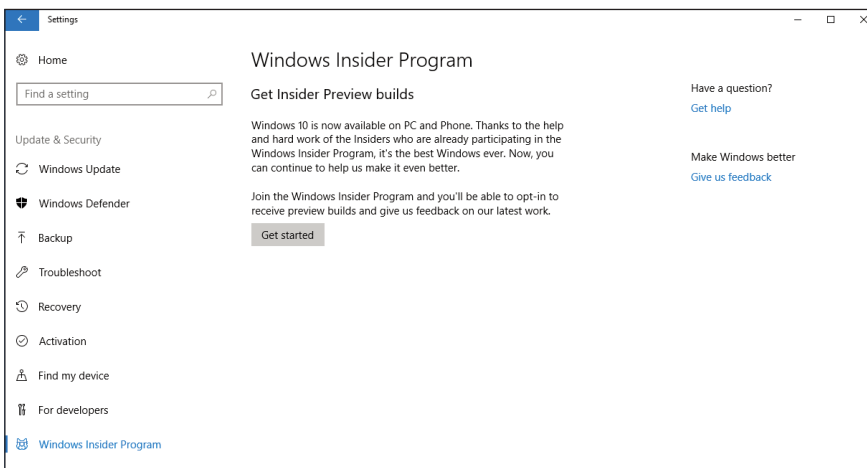 Settings
Home
Find a setting
Update & Security
Windows Update
Windows Defender
Backup
Troubleshoot
Recovery
Activation
Find my device
For developers
Windows Insider Program
Windows Insider Program
Get Insider Preview builds
Windows 10 is now available on PC and Phone. Thanks to the help
and hard work of the Insiders who are already participating in the
Windows Insider Program, it's the best Windows ever. Now, you
can continue to help us make it even better.
Join the Windows Insider Program and you'll be able to opt-in to
receive preview builds and give us feedback on our latest work.
Get started
Have a question?
Get help
Make Windows better
Give us feedback